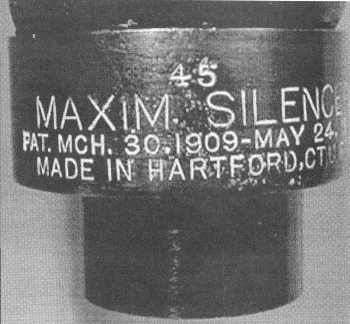 45
MAXIM SILENCE
PAT. MCH. 30.1909-MAY 24.
MADE IN HARTFORD.CT.